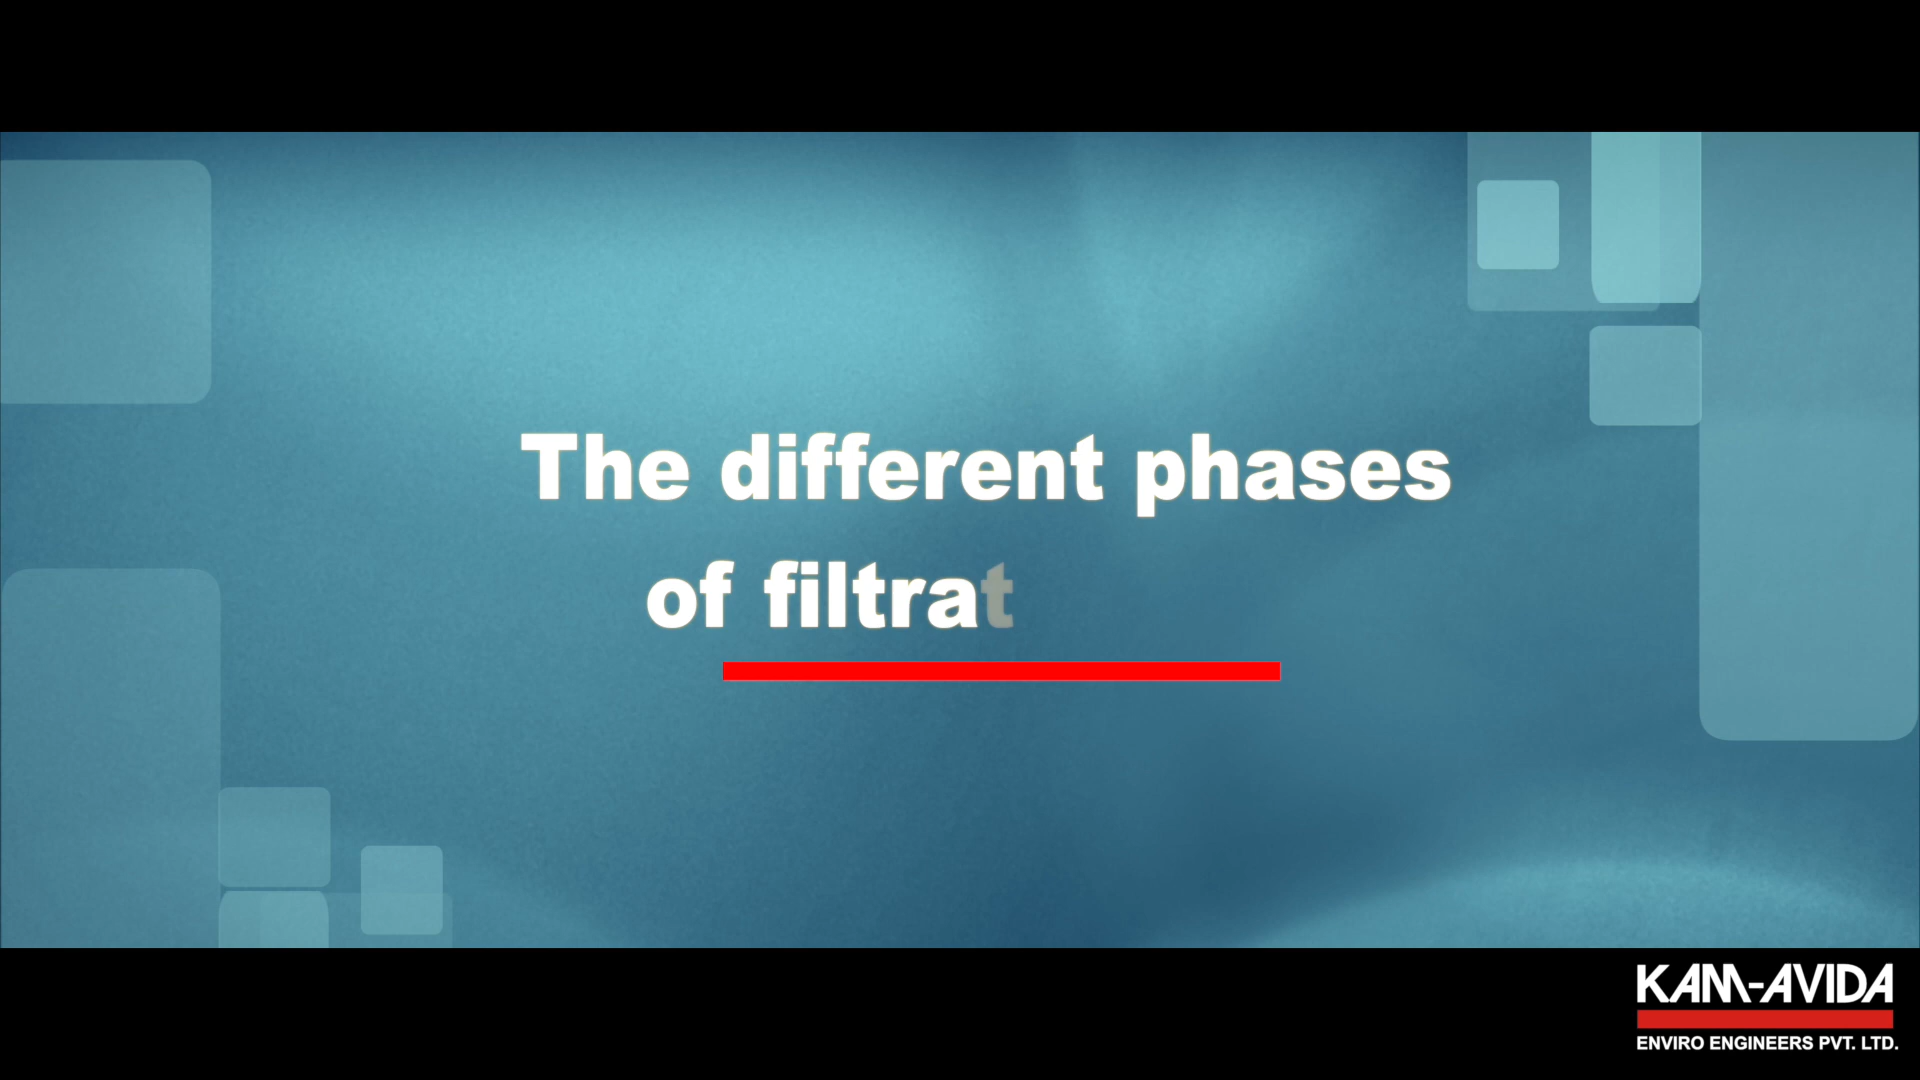 The different phases
of filtrat
KAM-AVIDA
ENVIRO ENGINEERS PVT. LTD.